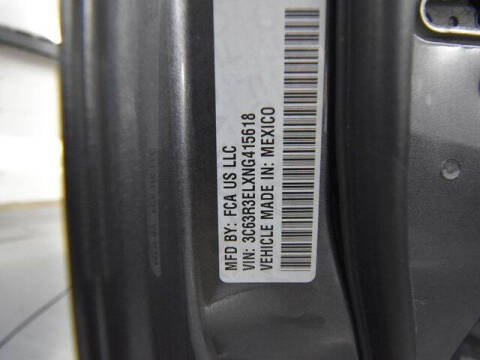 MFD BY: FCA US LLC
VIN: 3C63R3ELXNG415618
VEHICLE MADE IN: MEXICO